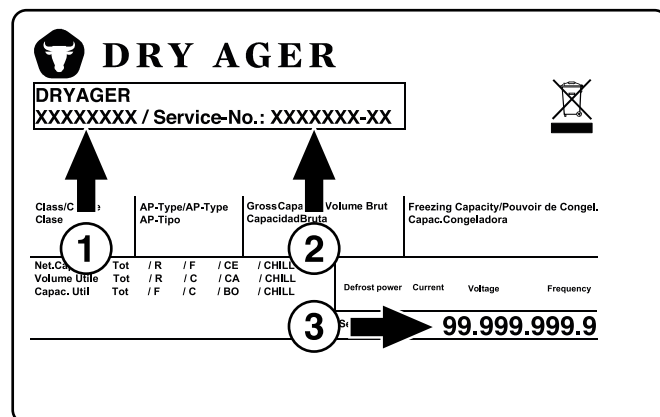 DRY AGER
DRYAGER
XXXXXXXX / Service-No.: XXXXXXX-XX
Class/C e
Clase
AP-Type/AP-Type
AP-Tipo
GrossCapa Volume Brut
CapacidadBruta
Freezing Capacity/Pouvoir de Congel.
Capac.Congeladora
1
2
Net.Ca Tot / R / F / CE / CHILL
Volume Utile Tot / R / C / CA / CHILL
Capac. Util Tot / F / C / BO / CHILL
Defrost power Current Voltage Frequency
3
99.999.999.9